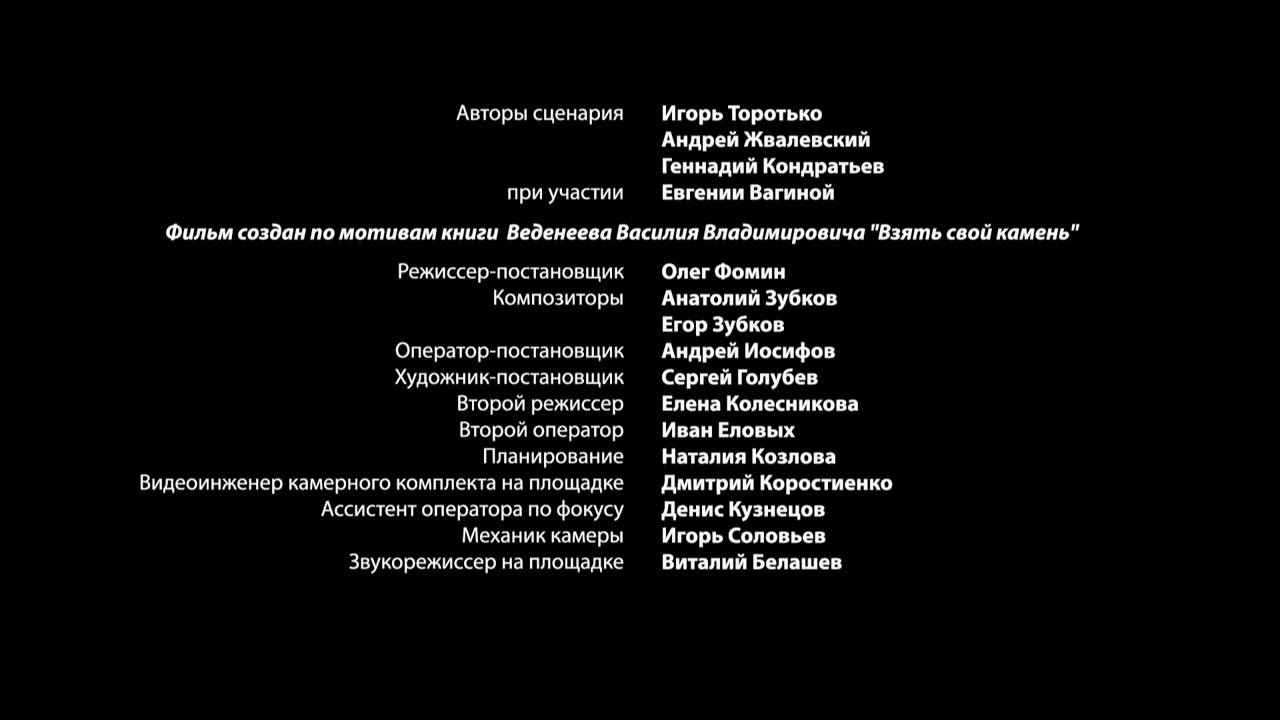 Авторы сценария Игорь Торотько
Андрей Жвалевский
Геннадий Кондратьев
при участии Евгении Вагиной
Фильм создан по мотивам книги Веденеева Василия Владимировича "Взять свой камень"
Режиссер-постановщик Олег Фомин
Композиторы Анатолий Зубков
Егор Зубков
Оператор-постановщик Андрей Иосифов
Художник-постановщик Сергей Голубев
Второй режиссер Елена Колесникова
Второй оператор Иван Еловых
Планирование Наталия Козлова
Видеоинженер камерного комплекта на площадке Дмитрий Коростиенко
Ассистент оператора по фокусу Денис Кузнецов
Механик камеры Игорь Соловьев
Звукорежиссер на площадке Виталий Белашев